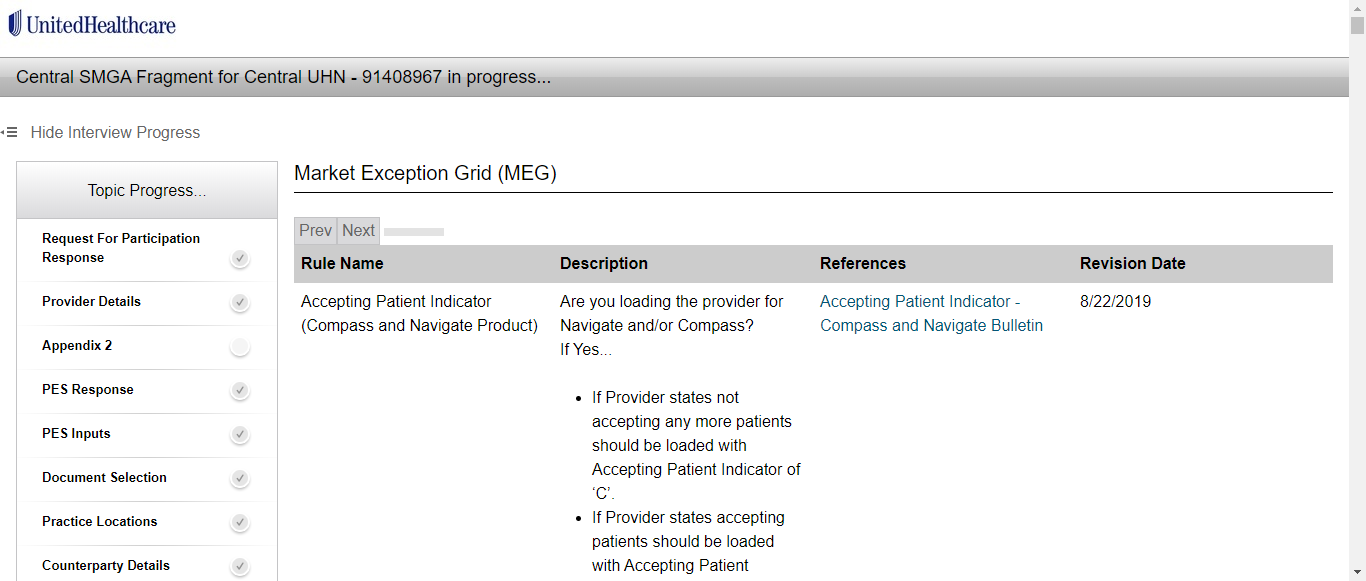 UnitedHealthcare
Central SMGA Fragment for Central UHN - 91408967 in progress...
Hide Interview Progress
Topic Progress...
Request For Participation
Response
Provider Details
Appendix 2
PES Response
PES Inputs
Document Selection
Practice Locations
Counterparty Details
Market Exception Grid (MEG)
Prev Next
Rule Name Description References Revision Date
Accepting Patient Indicator
(Compass and Navigate Product)
Are you loading the provider for
Navigate and/or Compass?
If Yes...
• If Provider states not
accepting any more patients
should be loaded with
Accepting Patient Indicator of
‘C’.
• If Provider states accepting
patients should be loaded
with Accepting Patient
Accepting Patient Indicator -
Compass and Navigate Bulletin
8/22/2019